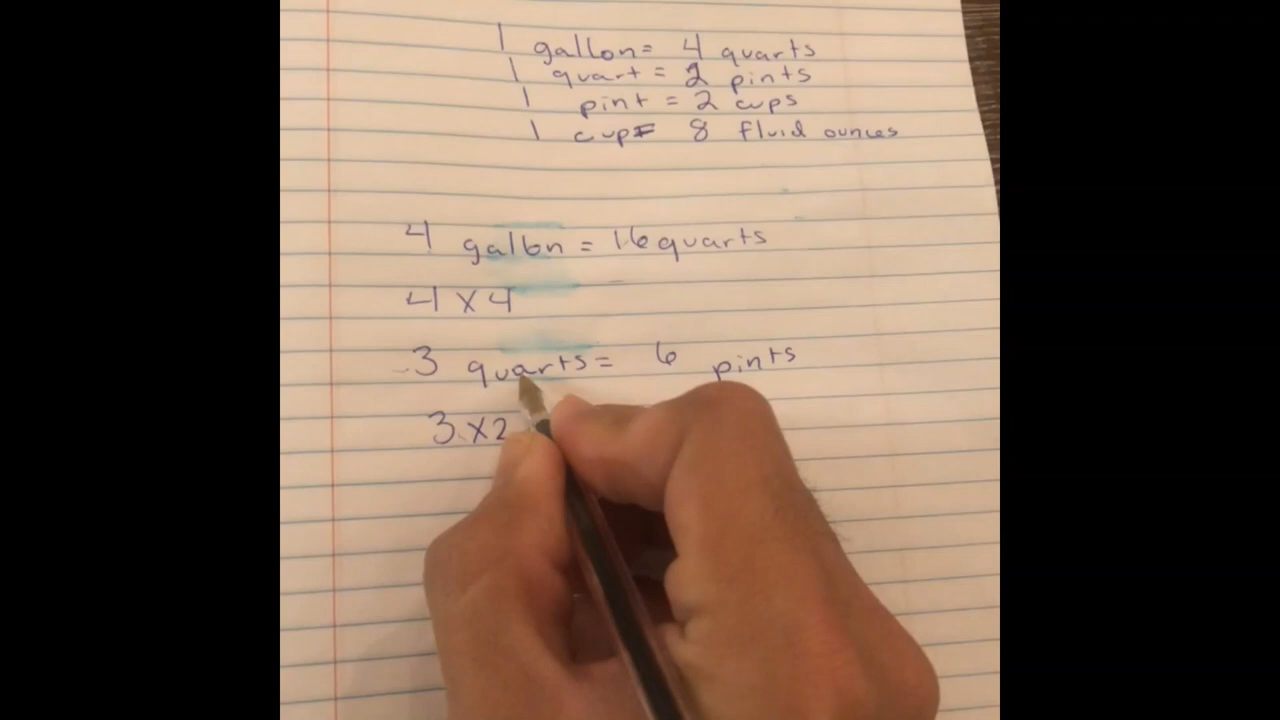 1 gallon = 4 quarts
1 quart = 2 pints
1 pint = 2 cups
1 cup = 8 fluid ounces
4 gallon = 16 quarts
4 x 4
3 quarts = 6 pints
3 x 2